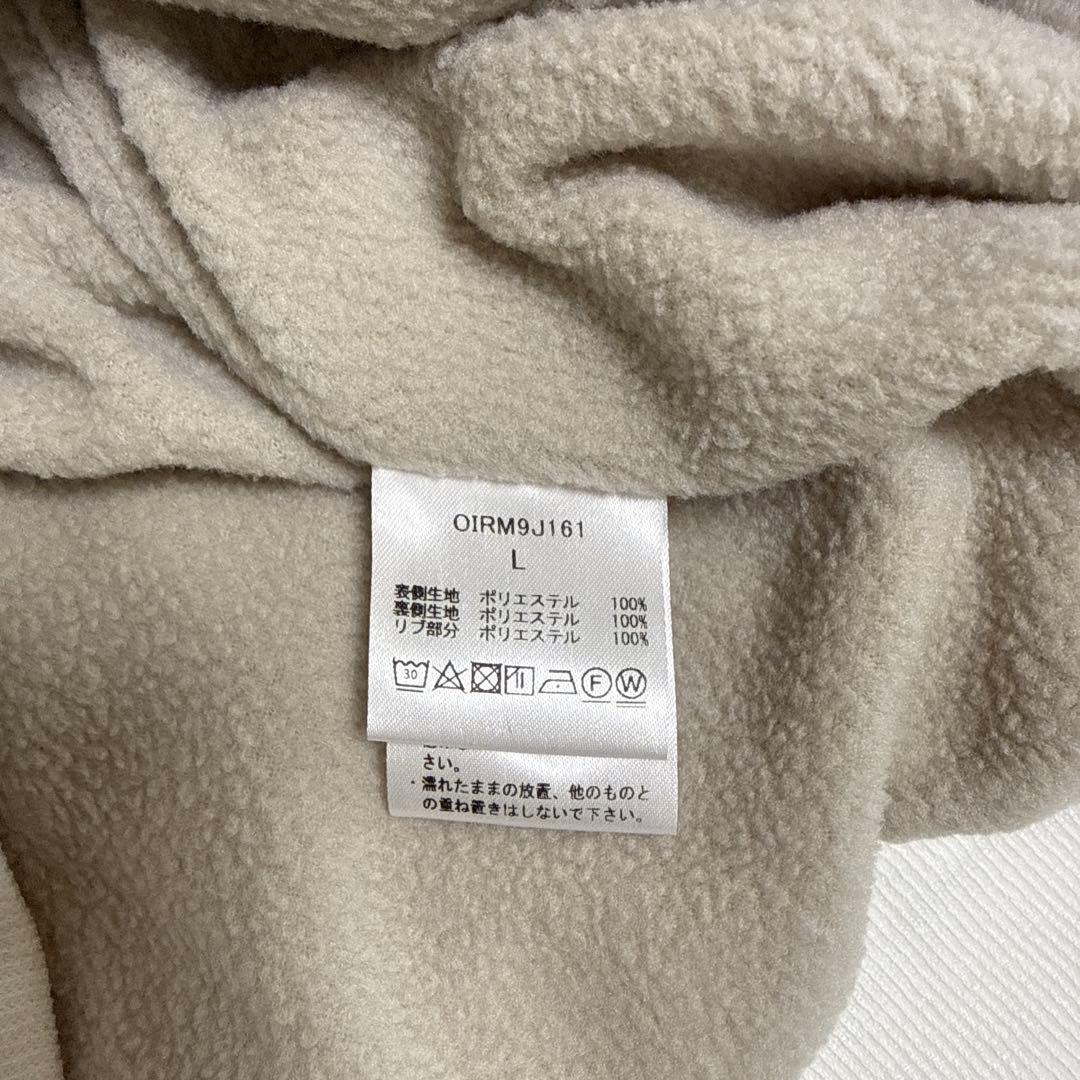 OIRM9J161
L
表側生地 ポリエステル 100%
裏側生地 ポリエステル 100%
リブ部分 ポリエステル 100%
30 F W
さい。
・濡れたままの放置、他のものと
の重ね置きはしないで下さい。